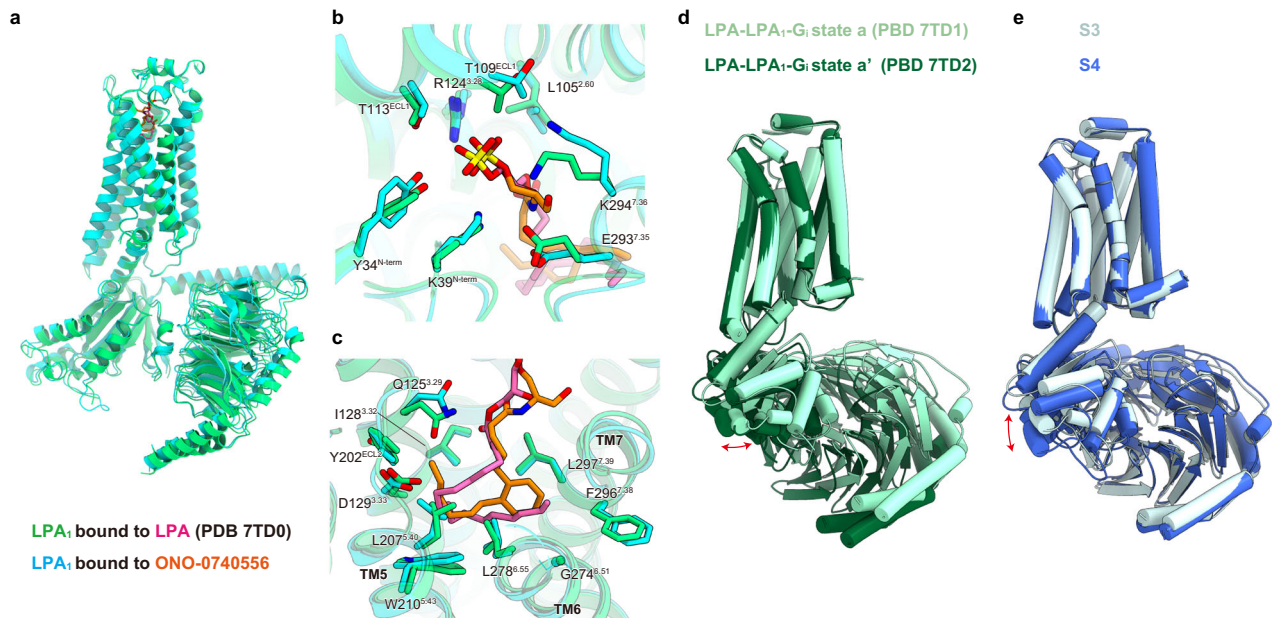 a
LPA₁ bound to LPA (PDB 7TD0)
LPA₁ bound to ONO-0740556
b
T109ᴱᶜᴸ¹
R124³·²⁸
L105²·⁶⁰
T113ᴱᶜᴸ¹
K294⁷·³⁶
E293⁷·³⁵
Y34ᴺ⁻ᵗᵉʳᵐ
K39ᴺ⁻ᵗᵉʳᵐ
c
Q125³·²⁹
I128³·³²
TM7
Y202ᴱᶜᴸ²
L297⁷·³⁹
F296⁷·³⁸
D129³·³³
L207⁵·⁴⁰
TM5
L278⁶·⁵⁵
G274⁶·⁵¹
W210⁵·⁴³
TM6
d
LPA-LPA₁-Gᵢ state a (PBD 7TD1)
LPA-LPA₁-Gᵢ state a’ (PBD 7TD2)
e
S3
S4